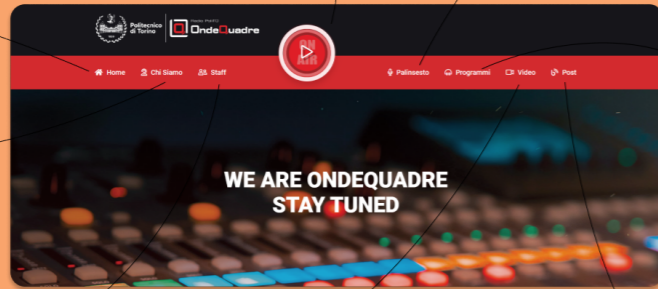 Politecnico
di Torino
Radio PoliTO
OndeQuadre
ON
AIR
Home
Chi Siamo
Staff
Palinsesto
Programmi
Video
Post
WE ARE ONDEQUADRE
STAY TUNED